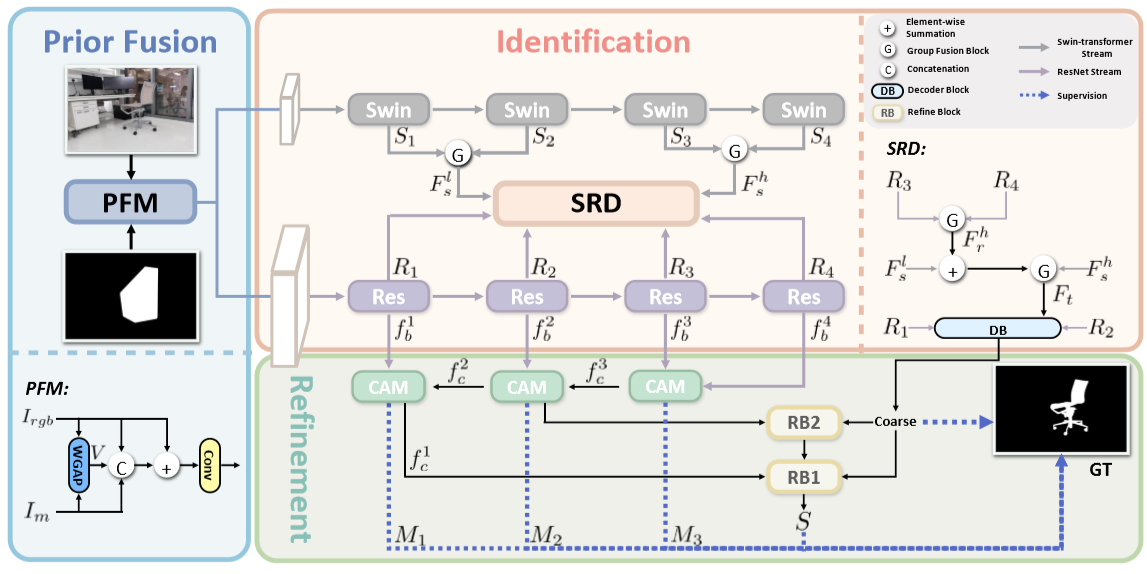 Prior Fusion
PFM
PFM:
I_{rgb}
WGAP
V
C
+
Conv
I_m
Identification
Swin
Swin
Swin
Swin
S_1
S_2
S_3
S_4
G
G
F_s^l
F_s^h
SRD
R_1
R_2
R_3
R_4
Res
Res
Res
Res
f_b^1
f_b^2
f_b^3
f_b^4
+
Element-wise
Summation
G
Group Fusion Block
C
Concatenation
DB
Decoder Block
RB
Refine Block
Swin-transformer
Stream
ResNet Stream
Supervision
SRD:
R_3
R_4
G
F_r^h
F_s^l
+
G
F_s^h
F_t
R_1
DB
R_2
Refinement
CAM
f_c^2
CAM
f_c^3
CAM
RB2
Coarse
f_c^1
RB1
GT
S
M_1
M_2
M_3